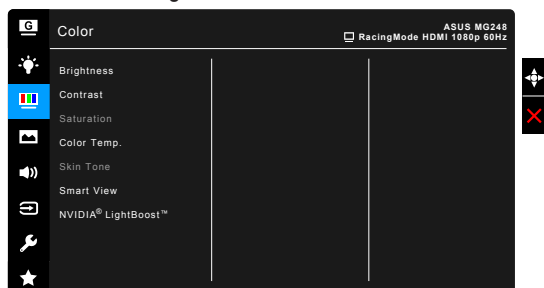 G
Color
ASUS MG248
RacingMode HDMI 1080p 60Hz
Brightness
Contrast
Saturation
Color Temp.
Skin Tone
Smart View
NVIDIA® LightBoost™